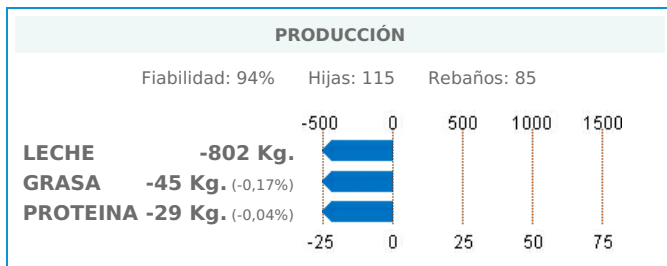 PRODUCCIÓN
Fiabilidad: 94% Hijas: 115 Rebaños: 85
-500 0 500 1000 1500
LECHE -802 Kg.
GRASA -45 Kg. (-0,17%)
PROTEINA -29 Kg. (-0,04%)
-25 0 25 50 75